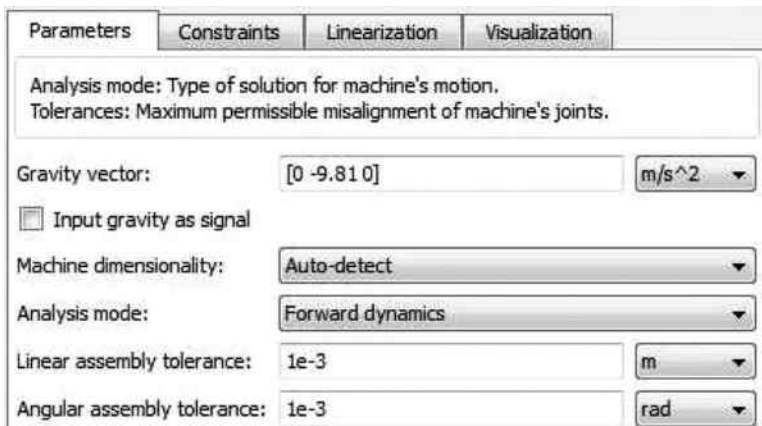 Parameters Constraints Linearization Visualization
Analysis mode: Type of solution for machine's motion.
Tolerances: Maximum permissible misalignment of machine's joints.
Gravity vector: [0 -9.81 0] m/s^2
Input gravity as signal
Machine dimensionality: Auto-detect
Analysis mode: Forward dynamics
Linear assembly tolerance: 1e-3 m
Angular assembly tolerance: 1e-3 rad